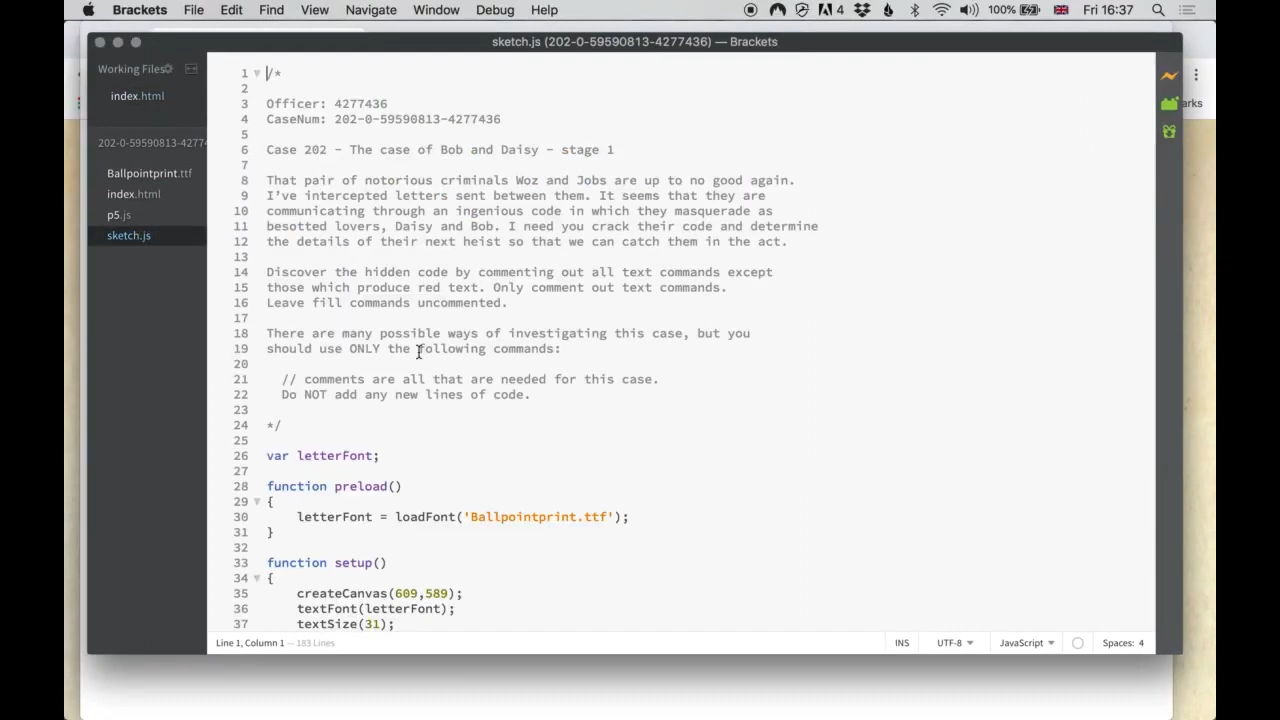 Brackets File Edit Find View Navigate Window Debug Help 4 100% Fri 16:37
sketch.js (202-0-59590813-4277436) — Brackets
Working Files
index.html
202-0-59590813-4277
Ballpointprint.ttf
index.html
p5.js
sketch.js
arks
1 /*
2
3 Officer: 4277436
4 CaseNum: 202-0-59590813-4277436
5
6 Case 202 - The case of Bob and Daisy - stage 1
7
8 That pair of notorious criminals Woz and Jobs are up to no good again.
9 I've intercepted letters sent between them. It seems that they are
10 communicating through an ingenious code in which they masquerade as
11 besotted lovers, Daisy and Bob. I need you crack their code and determine
12 the details of their next heist so that we can catch them in the act.
13
14 Discover the hidden code by commenting out all text commands except
15 those which produce red text. Only comment out text commands.
16 Leave fill commands uncommented.
17
18 There are many possible ways of investigating this case, but you
19 should use ONLY the following commands:
20
21 // comments are all that are needed for this case.
22 Do NOT add any new lines of code.
23
24 */
25
26 var letterFont;
27
28 function preload()
29 {
30 letterFont = loadFont('Ballpointprint.ttf');
31 }
32
33 function setup()
34 {
35 createCanvas(609,589);
36 textFont(letterFont);
37 textSize(31);
Line 1, Column 1 — 183 Lines INS UTF-8 JavaScript Spaces: 4